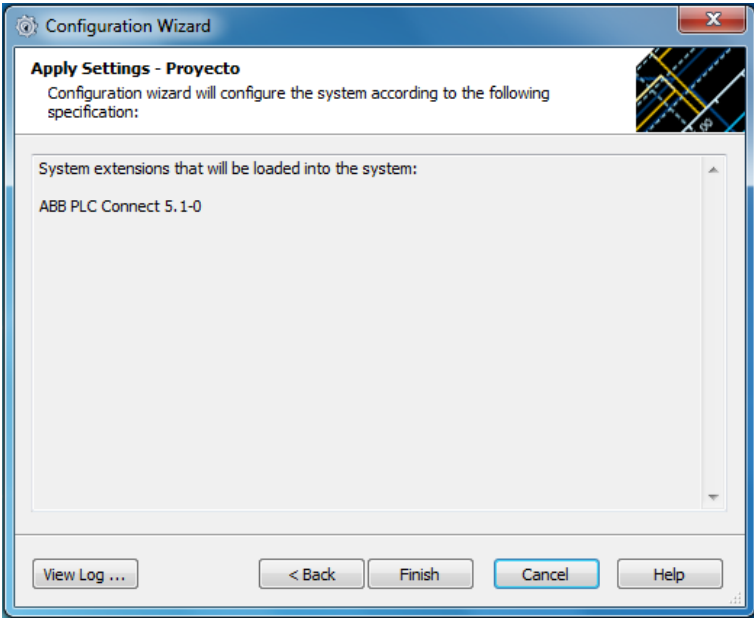 Configuration Wizard
Apply Settings - Proyecto
Configuration wizard will configure the system according to the following
specification:
System extensions that will be loaded into the system:
ABB PLC Connect 5.1-0
View Log ...
< Back
Finish
Cancel
Help